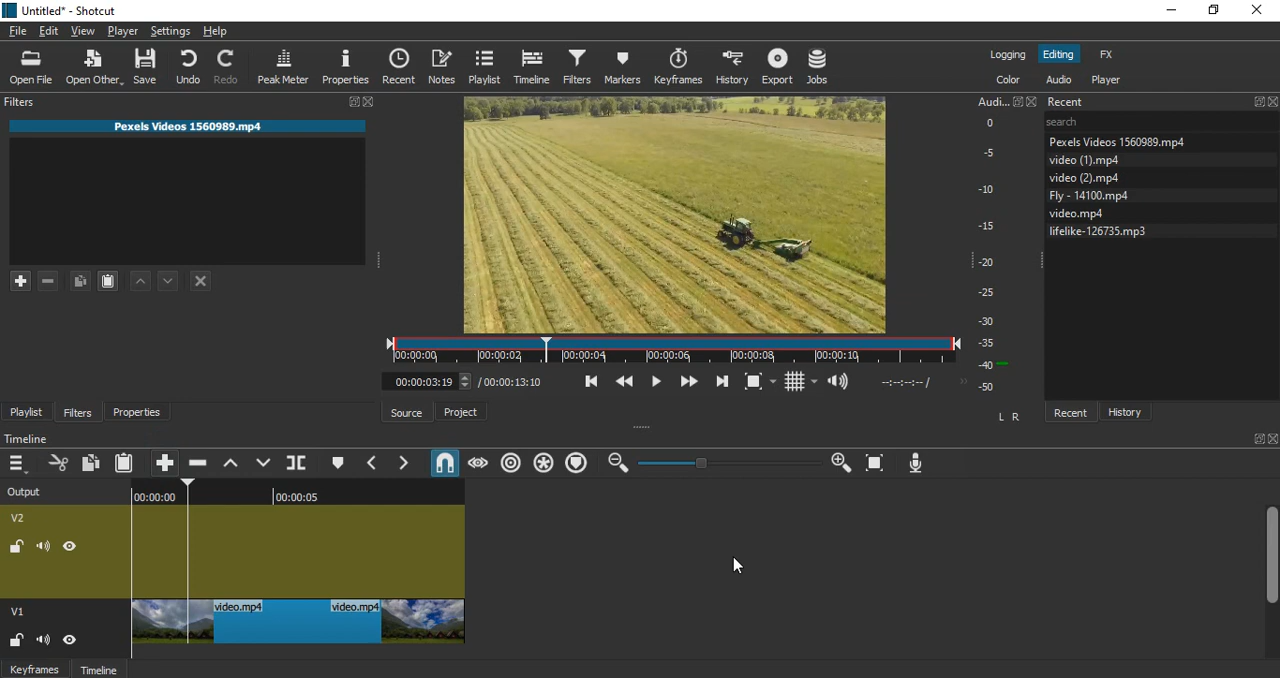 Untitled* - Shotcut
File Edit View Player Settings Help
Open File Open Other... Save Undo Redo Peak Meter Properties Recent Notes Playlist Timeline Filters Markers Keyframes History Export Jobs
Logging Editing FX
Color Audio Player
Filters
Pexels Videos 1560989.mp4
Audi...
0
-5
-10
-15
-20
-25
-30
-35
-40
-50
L R
Recent
search
Pexels Videos 1560989.mp4
video (1).mp4
video (2).mp4
Fly - 14100.mp4
video.mp4
lifelike-126735.mp3
00:00:00 00:00:02 00:00:04 00:00:06 00:00:08 00:00:10
00:00:03:19 / 00:00:13:10 --:--:--:-- /
Playlist Filters Properties
Source Project
Recent History
Timeline
Output 00:00:00 00:00:05
V2
V1 video.mp4 video.mp4
Keyframes Timeline